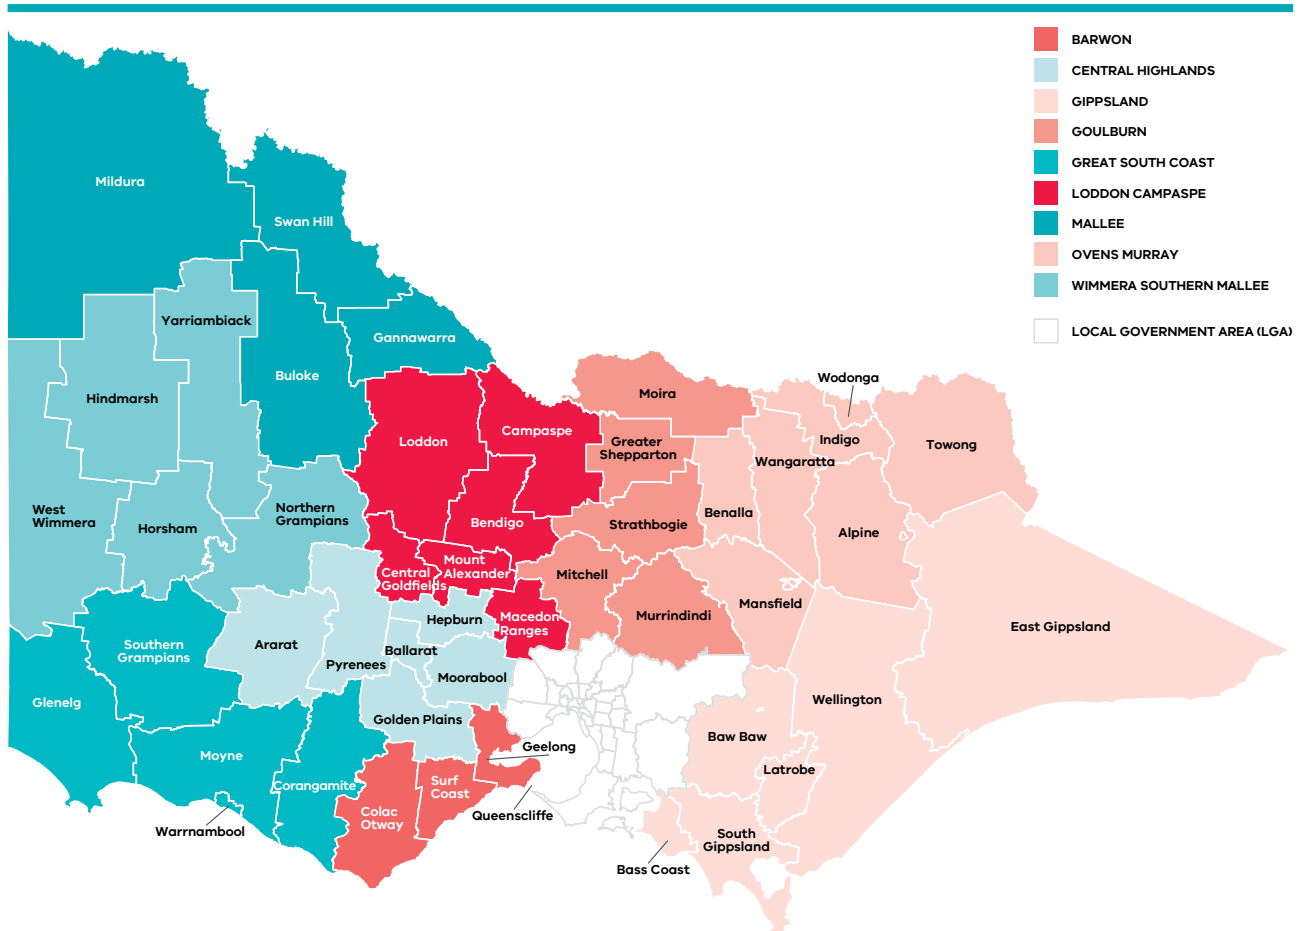 BARWON
CENTRAL HIGHLANDS
GIPPSLAND
GOULBURN
GREAT SOUTH COAST
LODDON CAMPASPE
MALLEE
OVENS MURRAY
WIMMERA SOUTHERN MALLEE
LOCAL GOVERNMENT AREA (LGA)
Mildura
Swan Hill
Yarriambiack
Gannawarra
Buloke
Hindmarsh
Wodonga
Moira
Loddon
Campaspe
Greater
Shepparton
Indigo
Towong
Wangaratta
West
Wimmera
Horsham
Northern
Grampians
Bendigo
Strathbogie
Benalla
Alpine
Central
Goldfields
Mount
Alexander
Mitchell
Mansfield
Murrindindi
Hepburn
Macedon
Ranges
East Gippsland
Southern
Grampians
Ararat
Pyrenees
Ballarat
Moorabool
Glenelg
Golden Plains
Wellington
Moyne
Geelong
Baw Baw
Latrobe
Corangamite
Surf
Coast
Colac
Otway
Queenscliffe
Warrnambool
South
Gippsland
Bass Coast